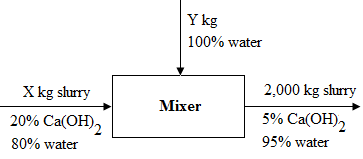 Y kg
100% water
X kg slurry
20% Ca(OH)₂
80% water
Mixer
2,000 kg slurry
5% Ca(OH)₂
95% water